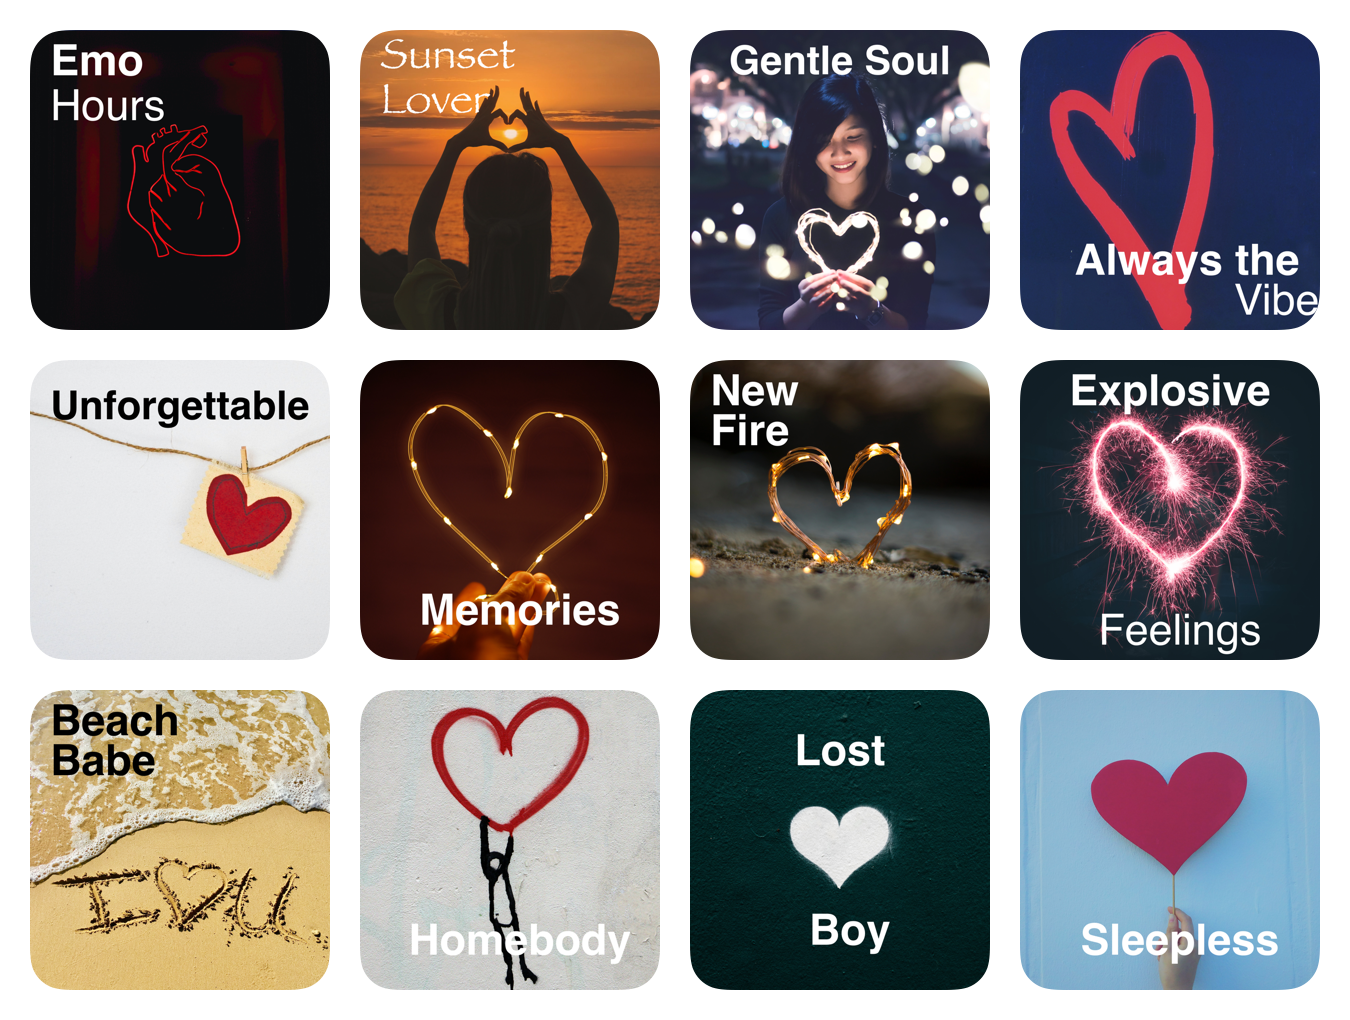 Emo
Hours
Sunset
Lover
Gentle Soul
Always the
Vibe
Unforgettable
Memories
New
Fire
Explosive
Feelings
Beach
Babe
I ♥ U
Homebody
Lost
Boy
Sleepless